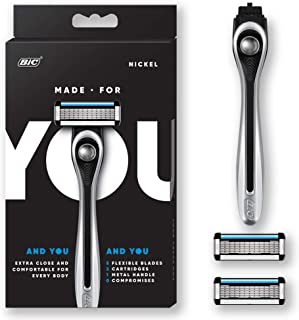 BIC
NICKEL
MADE · FOR
YOU
AND YOU
EXTRA CLOSE AND
COMFORTABLE FOR
EVERY BODY
AND YOU
5 FLEXIBLE BLADES
2 CARTRIDGES
1 METAL HANDLE
0 COMPROMISES